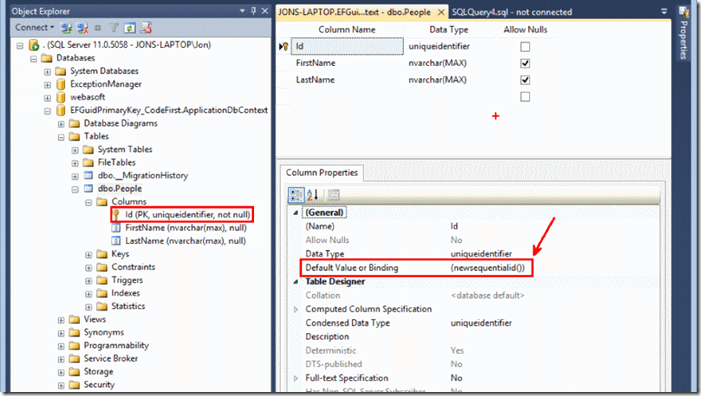 Object Explorer
Connect
. (SQL Server 11.0.5058 - JONS-LAPTOP\Jon)
Databases
System Databases
ExceptionManager
webasoft
EFGuidPrimaryKey_CodeFirst.ApplicationDbContext
Database Diagrams
Tables
System Tables
FileTables
dbo.__MigrationHistory
dbo.People
Columns
Id (PK, uniqueidentifier, not null)
FirstName (nvarchar(max), null)
LastName (nvarchar(max), null)
Keys
Constraints
Triggers
Indexes
Statistics
Views
Synonyms
Programmability
Service Broker
Storage
Security
JONS-LAPTOP.EFGui...text - dbo.People
SQLQuery4.sql - not connected
Column Name Data Type Allow Nulls
Id uniqueidentifier
FirstName nvarchar(MAX)
LastName nvarchar(MAX)
Column Properties
(General)
(Name) Id
Allow Nulls No
Data Type uniqueidentifier
Default Value or Binding (newsequentialid())
Table Designer
Collation <database default>
Computed Column Specification
Condensed Data Type uniqueidentifier
Description
Deterministic Yes
DTS-published No
Full-text Specification No
Has Non-SQL Server Subscriber No
Properties